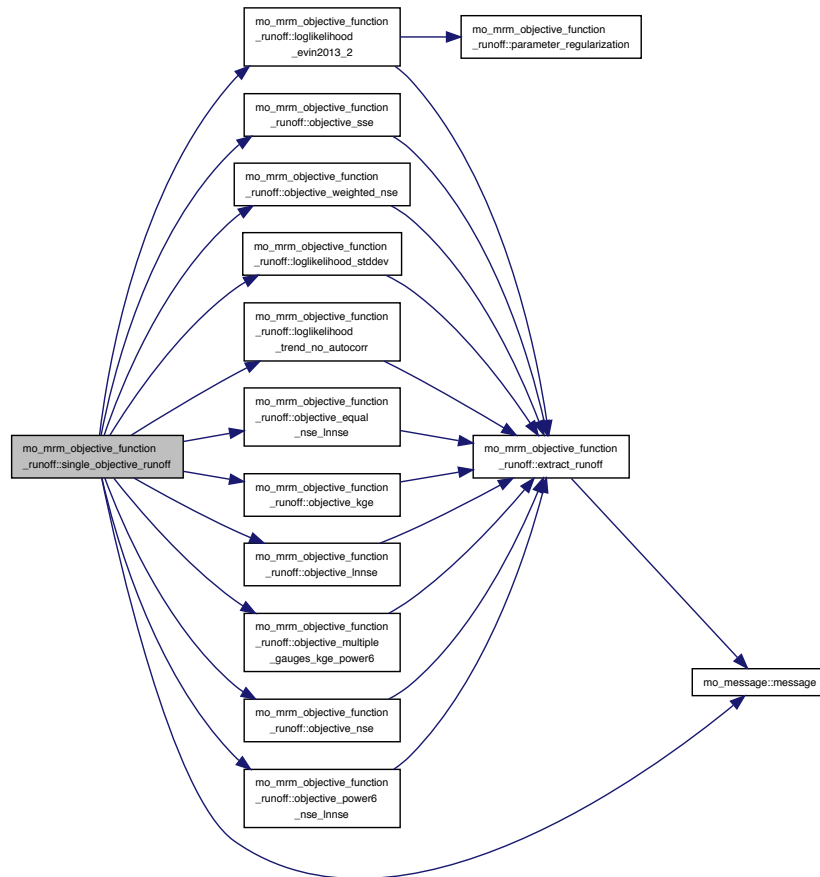 mo_mrm_objective_function
_runoff::loglikelihood
_evin2013_2
mo_mrm_objective_function
_runoff::parameter_regularization
mo_mrm_objective_function
_runoff::objective_sse
mo_mrm_objective_function
_runoff::objective_weighted_nse
mo_mrm_objective_function
_runoff::loglikelihood_stddev
mo_mrm_objective_function
_runoff::loglikelihood
_trend_no_autocorr
mo_mrm_objective_function
_runoff::objective_equal
_nse_lnnse
mo_mrm_objective_function
_runoff::single_objective_runoff
mo_mrm_objective_function
_runoff::extract_runoff
mo_mrm_objective_function
_runoff::objective_kge
mo_mrm_objective_function
_runoff::objective_lnnse
mo_mrm_objective_function
_runoff::objective_multiple
_gauges_kge_power6
mo_message::message
mo_mrm_objective_function
_runoff::objective_nse
mo_mrm_objective_function
_runoff::objective_power6
_nse_lnnse